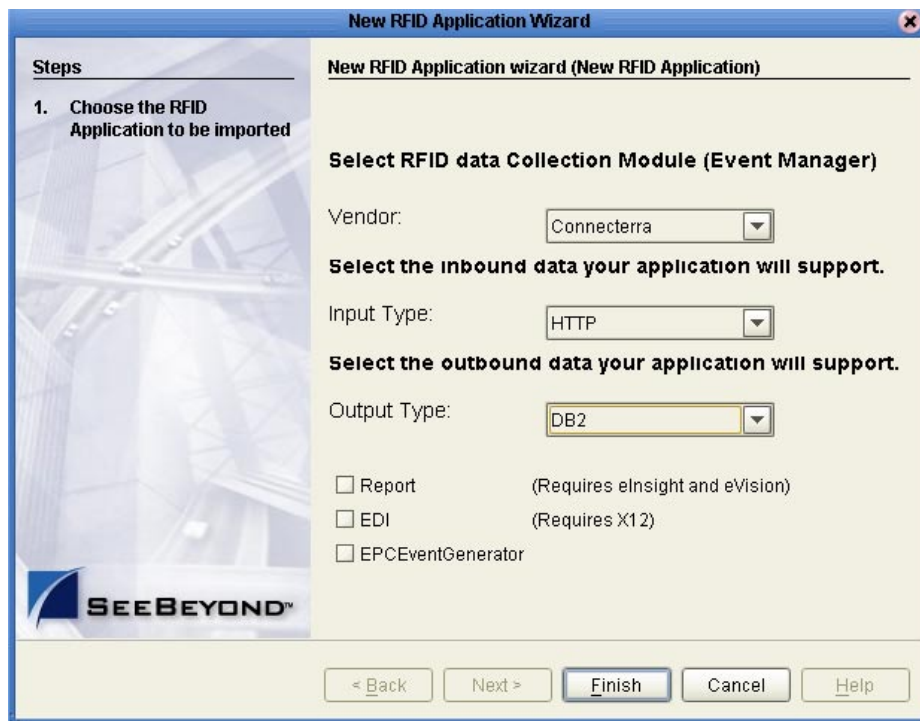 New RFID Application Wizard
Steps
1. Choose the RFID
Application to be imported
New RFID Application wizard (New RFID Application)
Select RFID data Collection Module (Event Manager)
Vendor: Connecterra
Select the inbound data your application will support.
Input Type: HTTP
Select the outbound data your application will support.
Output Type: DB2
Report (Requires eInsight and eVision)
EDI (Requires X12)
EPCEventGenerator
SEEBEYOND™
< Back Next > Finish Cancel Help